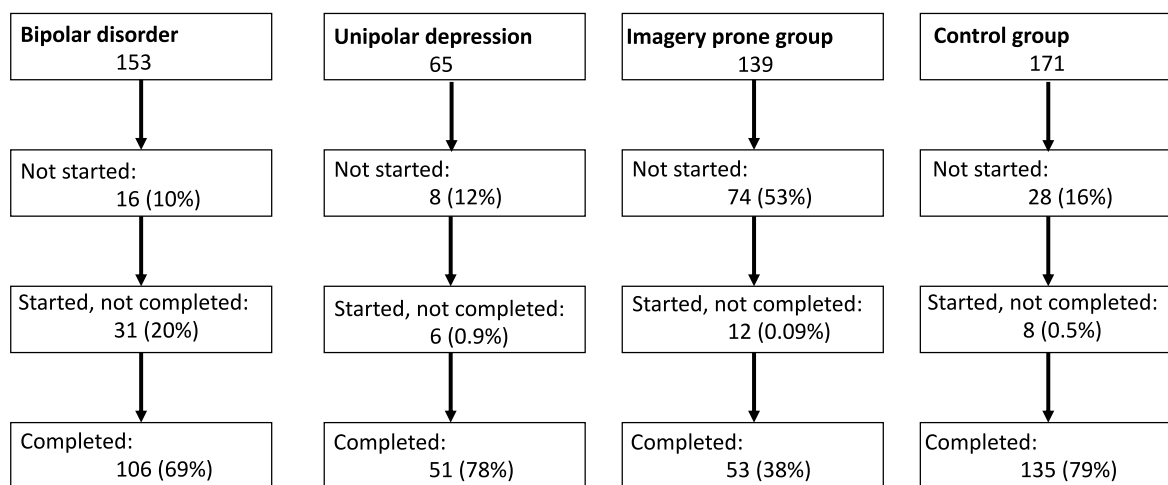 Bipolar disorder
153
Not started:
16 (10%)
Started, not completed:
31 (20%)
Completed:
106 (69%)
Unipolar depression
65
Not started:
8 (12%)
Started, not completed:
6 (0.9%)
Completed:
51 (78%)
Imagery prone group
139
Not started:
74 (53%)
Started, not completed:
12 (0.09%)
Completed:
53 (38%)
Control group
171
Not started:
28 (16%)
Started, not completed:
8 (0.5%)
Completed:
135 (79%)